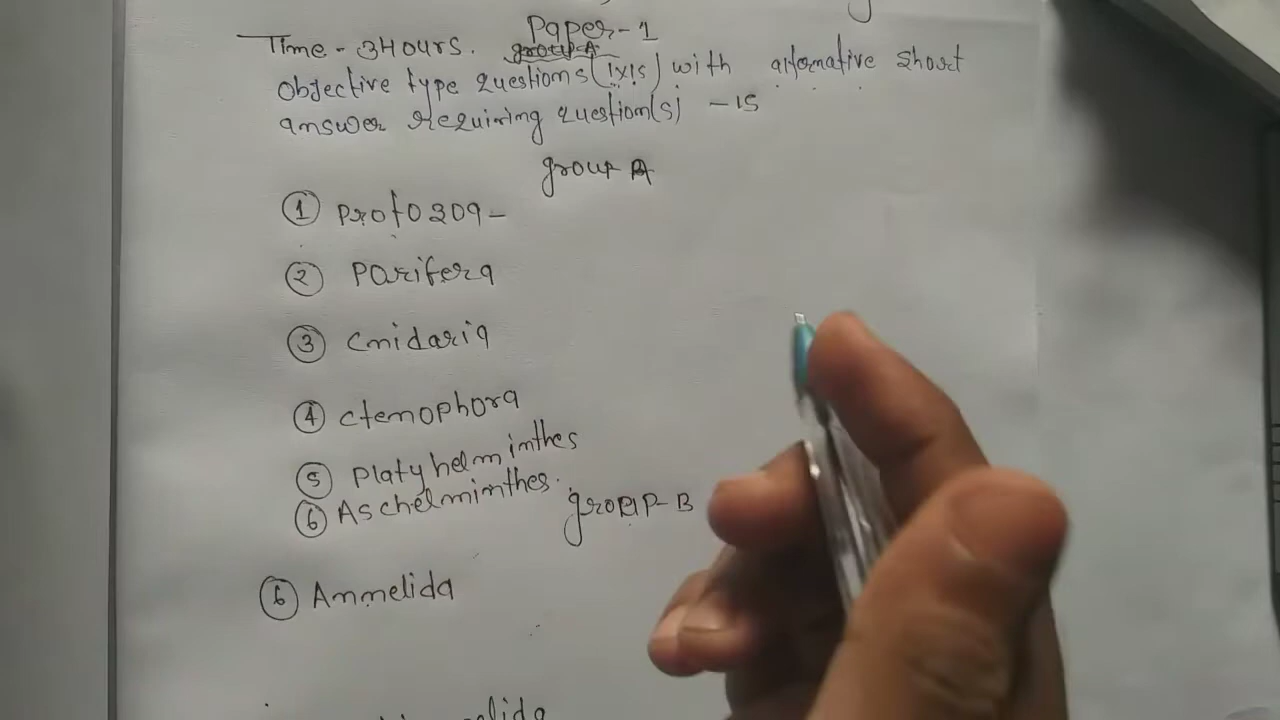 Paper-1
Time - 3Hours. group-A
Objective type questions (1x15) with alternative short
answer requiring question(s) - 15
group A
① Protozoa -
② Parifera
③ Cnidaria
④ Ctenophora
⑤ Platyhelminthes
⑥ Aschelminthes.
group-B
⑥ Annelida